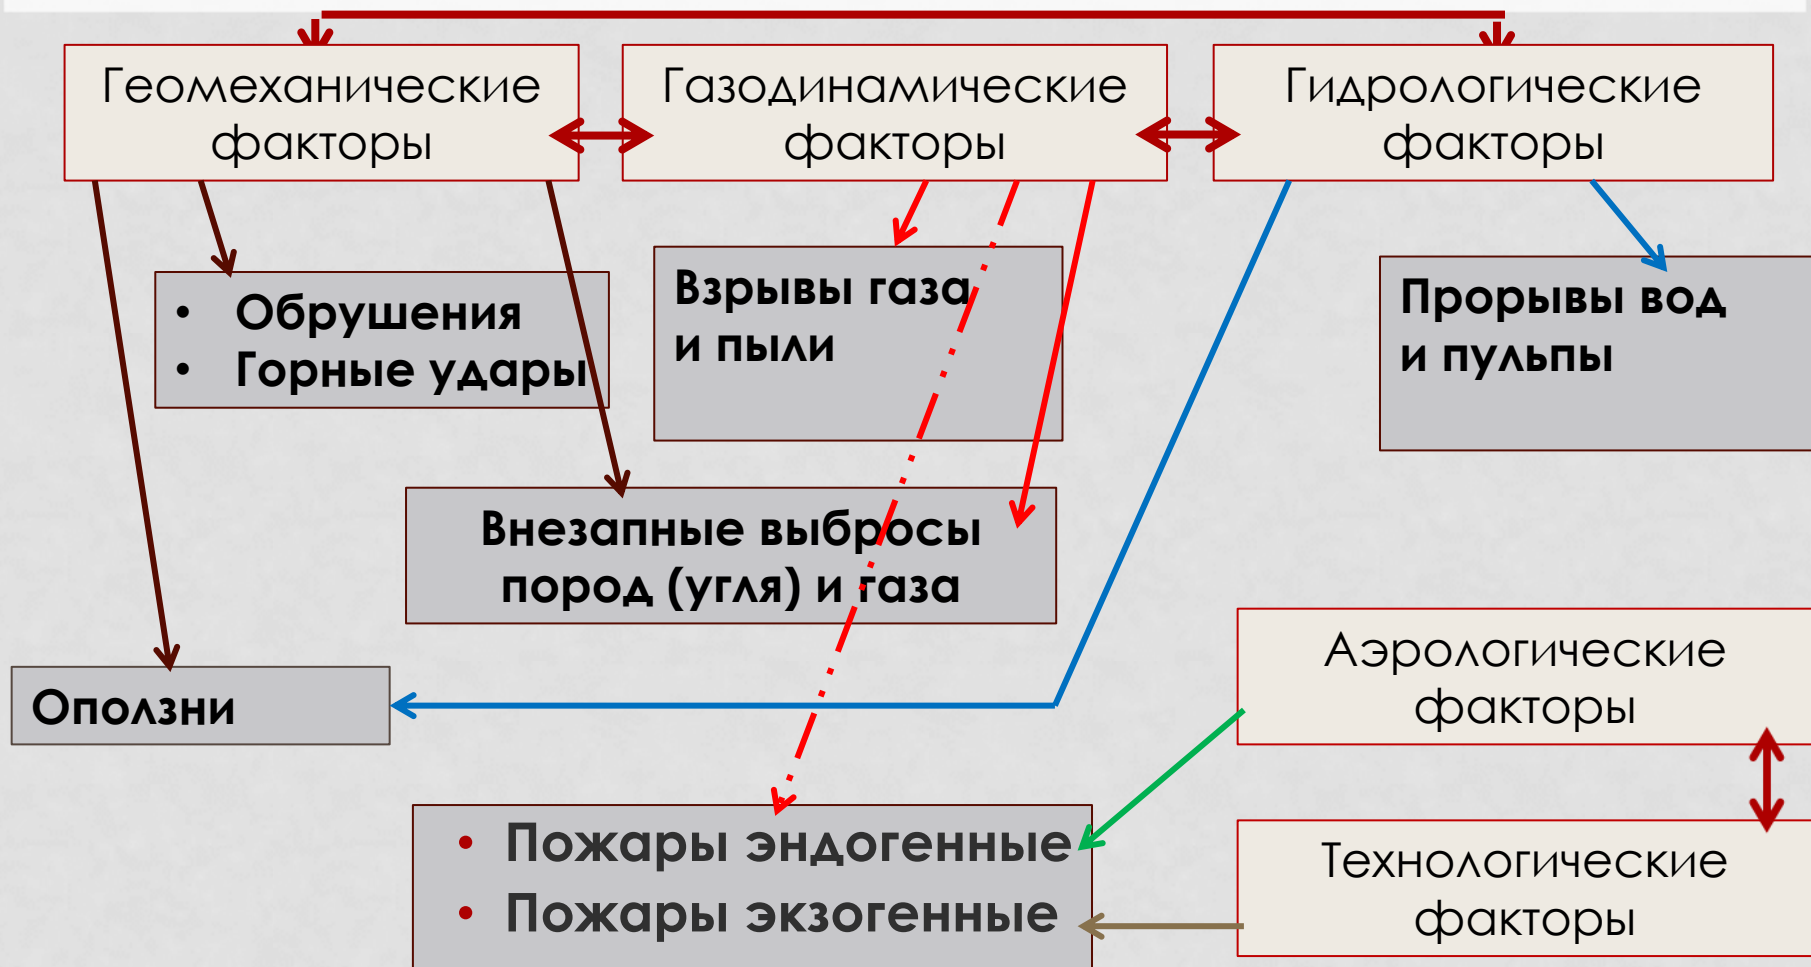 Геомеханические
факторы
Газодинамические
факторы
Гидрологические
факторы
• Обрушения
• Горные удары
Взрывы газа
и пыли
Прорывы вод
и пульпы
Внезапные выбросы
пород (угля) и газа
Оползни
Аэрологические
факторы
• Пожары эндогенные
• Пожары экзогенные
Технологические
факторы